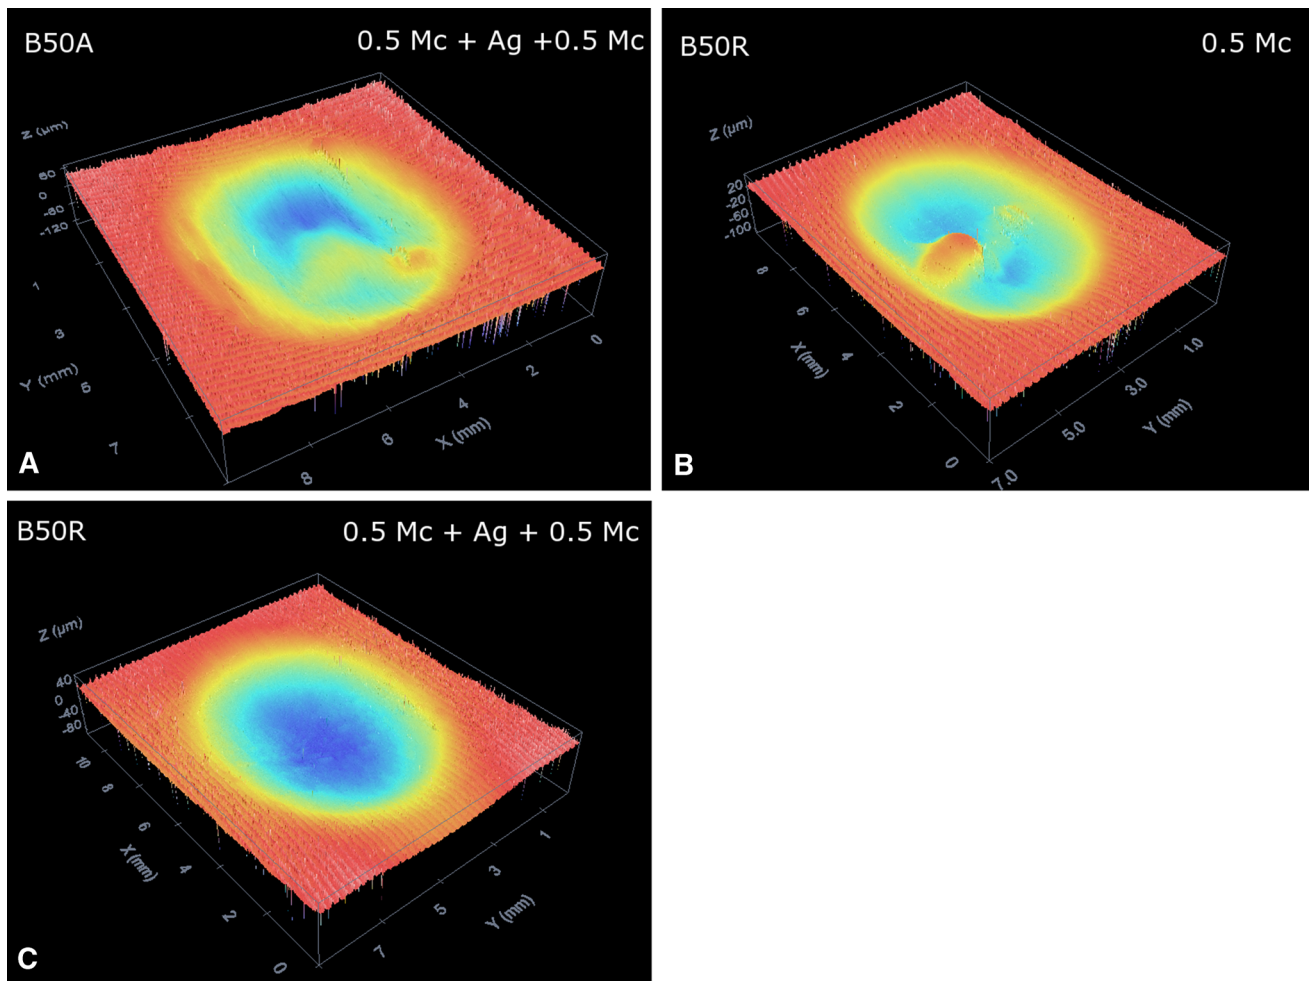 B50A
0.5 Mc + Ag +0.5 Mc
Z (μm)
60
0
-60
-120
1
3
5
7
Y (mm)
8
6
4
2
0
X (mm)
A
B50R
0.5 Mc
Z (μm)
20
-20
-60
-100
8
6
4
2
0
X (mm)
1.0
3.0
5.0
7.0
Y (mm)
B
B50R
0.5 Mc + Ag + 0.5 Mc
Z (μm)
40
0
-40
-80
10
8
6
4
2
0
X (mm)
1
3
5
7
Y (mm)
C